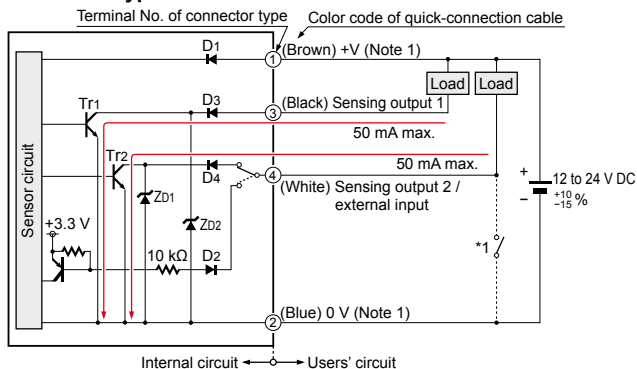 Terminal No. of connector type
Color code of quick-connection cable
D1
1
(Brown) +V (Note 1)
Load
Load
Tr1
D3
3
(Black) Sensing output 1
50 mA max.
Tr2
50 mA max.
D4
4
(White) Sensing output 2 /
external input
+
−
12 to 24 V DC
+10
−15 %
Sensor circuit
ZD1
ZD2
+3.3 V
10 kΩ
D2
*1
2
(Blue) 0 V (Note 1)
Internal circuit
Users' circuit